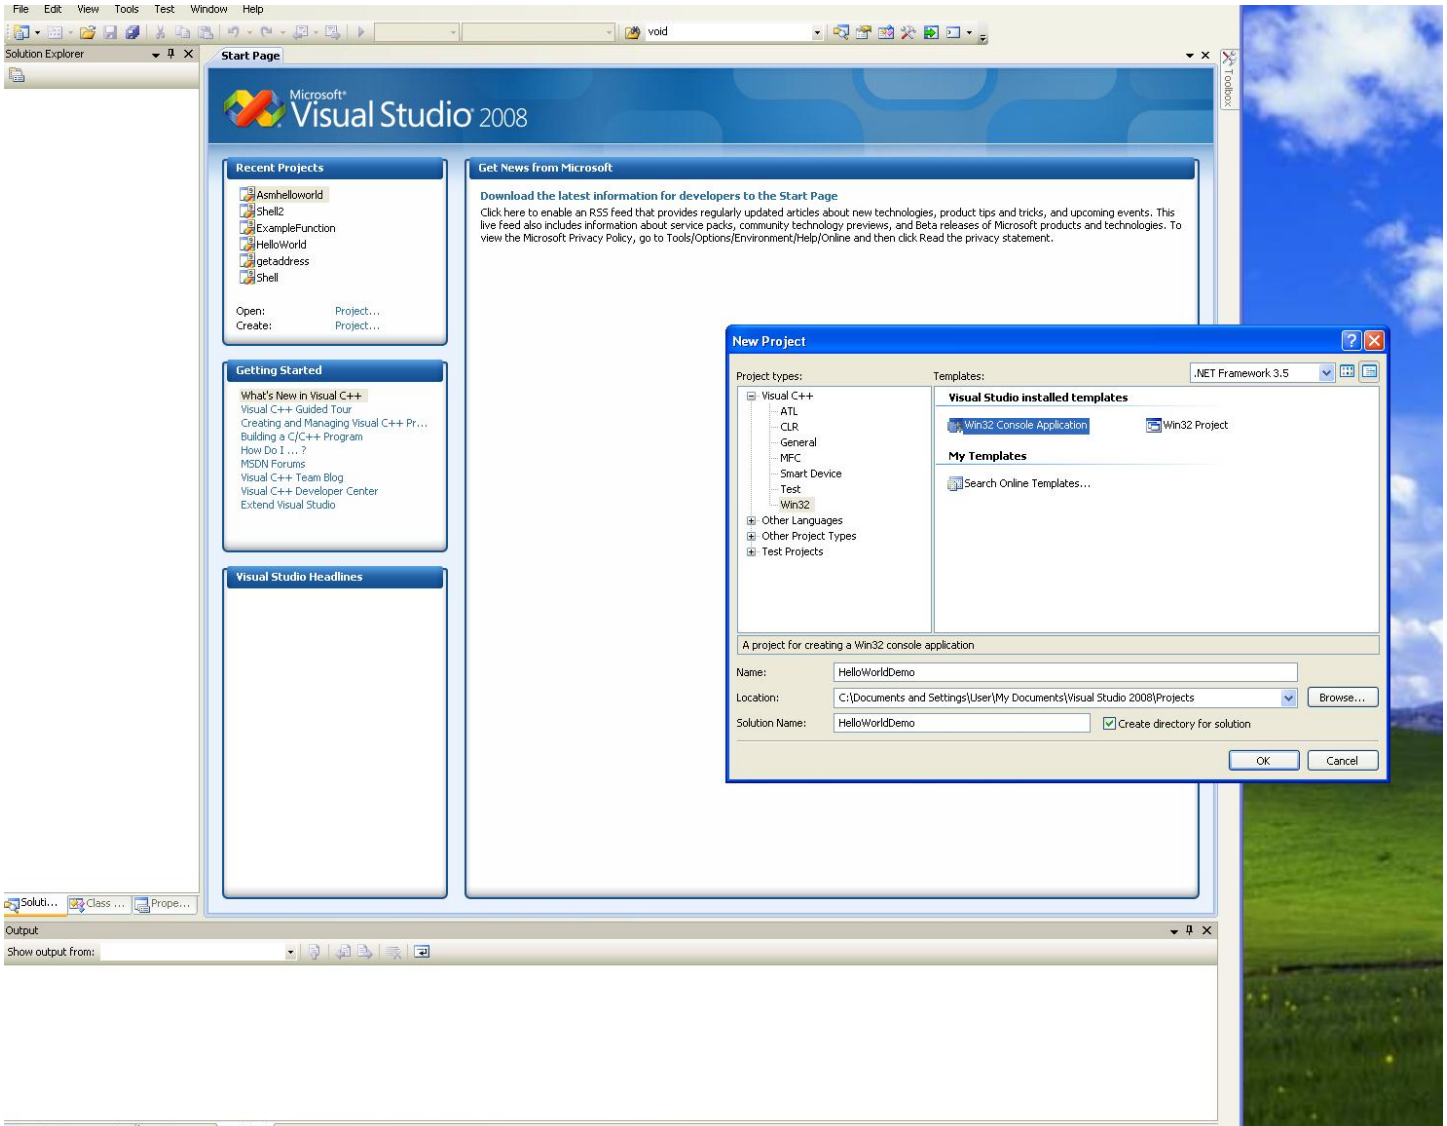 File Edit View Tools Test Window Help
void
Solution Explorer
Start Page
Toolbox
Microsoft®
Visual Studio® 2008
Recent Projects
Asmhelloworld
Shell2
ExampleFunction
HelloWorld
getaddress
Shell
Open: Project...
Create: Project...
Getting Started
What's New in Visual C++
Visual C++ Guided Tour
Creating and Managing Visual C++ Pr...
Building a C/C++ Program
How Do I ... ?
MSDN Forums
Visual C++ Team Blog
Visual C++ Developer Center
Extend Visual Studio
Visual Studio Headlines
Get News from Microsoft
Download the latest information for developers to the Start Page
Click here to enable an RSS feed that provides regularly updated articles about new technologies, product tips and tricks, and upcoming events. This
live feed also includes information about service packs, community technology previews, and Beta releases of Microsoft products and technologies. To
view the Microsoft Privacy Policy, go to Tools/Options/Environment/Help/Online and then click Read the privacy statement.
New Project
Project types:
Templates:
.NET Framework 3.5
Visual C++
ATL
CLR
General
MFC
Smart Device
Test
Win32
Other Languages
Other Project Types
Test Projects
Visual Studio installed templates
Win32 Console Application
Win32 Project
My Templates
Search Online Templates...
A project for creating a Win32 console application
Name: HelloWorldDemo
Location: C:\Documents and Settings\User\My Documents\Visual Studio 2008\Projects Browse...
Solution Name: HelloWorldDemo Create directory for solution
OK Cancel
Soluti... Class ... Prope...
Output
Show output from: